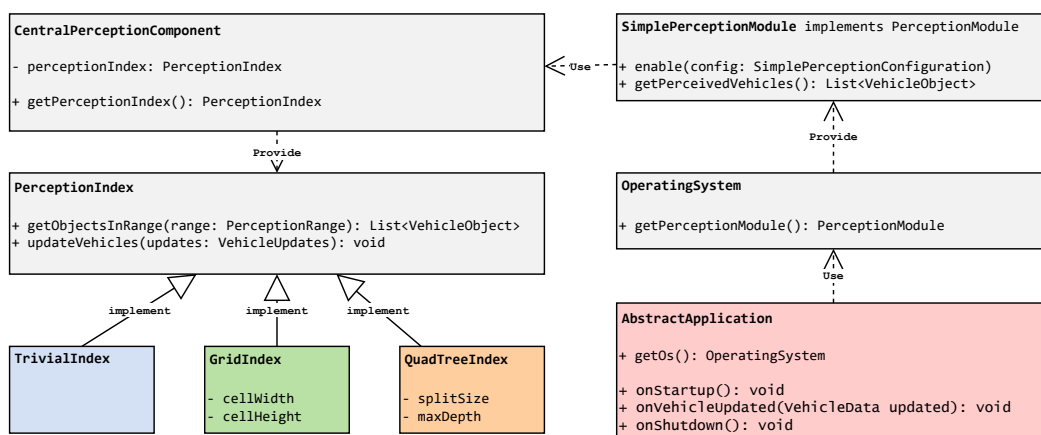 CentralPerceptionComponent
- perceptionIndex: PerceptionIndex
+ getPerceptionIndex(): PerceptionIndex
Use
SimplePerceptionModule implements PerceptionModule
+ enable(config: SimplePerceptionConfiguration)
+ getPerceivedVehicles(): List<VehicleObject>
Provide
Provide
PerceptionIndex
+ getObjectsInRange(range: PerceptionRange): List<VehicleObject>
+ updateVehicles(updates: VehicleUpdates): void
OperatingSystem
+ getPerceptionModule(): PerceptionModule
Use
implement
implement
implement
TrivialIndex
GridIndex
- cellWidth
- cellHeight
QuadTreeIndex
- splitSize
- maxDepth
AbstractApplication
+ getOs(): OperatingSystem
+ onStartup(): void
+ onVehicleUpdated(VehicleData updated): void
+ onShutdown(): void